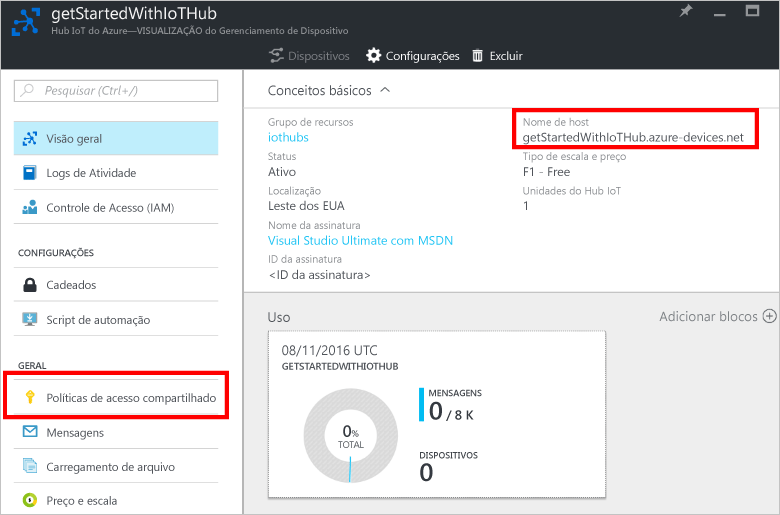 getStartedWithIoTHub
Hub IoT do Azure—VISUALIZAÇÃO do Gerenciamento de Dispositivo
Dispositivos Configurações Excluir
Pesquisar (Ctrl+/)
Visão geral
Logs de Atividade
Controle de Acesso (IAM)
CONFIGURAÇÕES
Cadeados
Script de automação
GERAL
Políticas de acesso compartilhado
Mensagens
Carregamento de arquivo
Preço e escala
Conceitos básicos
Grupo de recursos
iothubs
Status
Ativo
Localização
Leste dos EUA
Nome da assinatura
Visual Studio Ultimate com MSDN
ID da assinatura
<ID da assinatura>
Nome de host
getStartedWithIoTHub.azure-devices.net
Tipo de escala e preço
F1 - Free
Unidades do Hub IoT
1
Uso
Adicionar blocos
08/11/2016 UTC
GETSTARTEDWITHIOTHUB
0%
TOTAL
MENSAGENS
0 / 8 K
DISPOSITIVOS
0